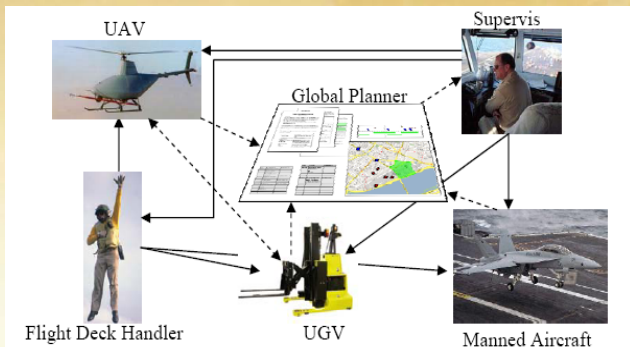 UAV
Supervis
Global Planner
Flight Deck Handler
UGV
Manned Aircraft